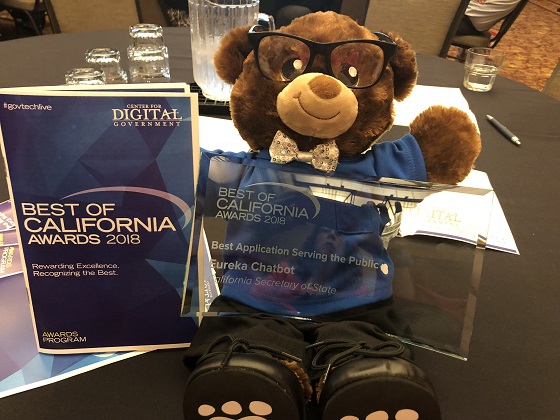 #govtechlive
CENTER FOR
DIGITAL
GOVERNMENT
BEST OF
CALIFORNIA
AWARDS 2018
Rewarding Excellence.
Recognizing the Best.
AWARDS
PROGRAM
BEST OF
CALIFORNIA
AWARDS 2018
Best Application Serving the Public
Eureka Chatbot
California Secretary of State
DIGITAL